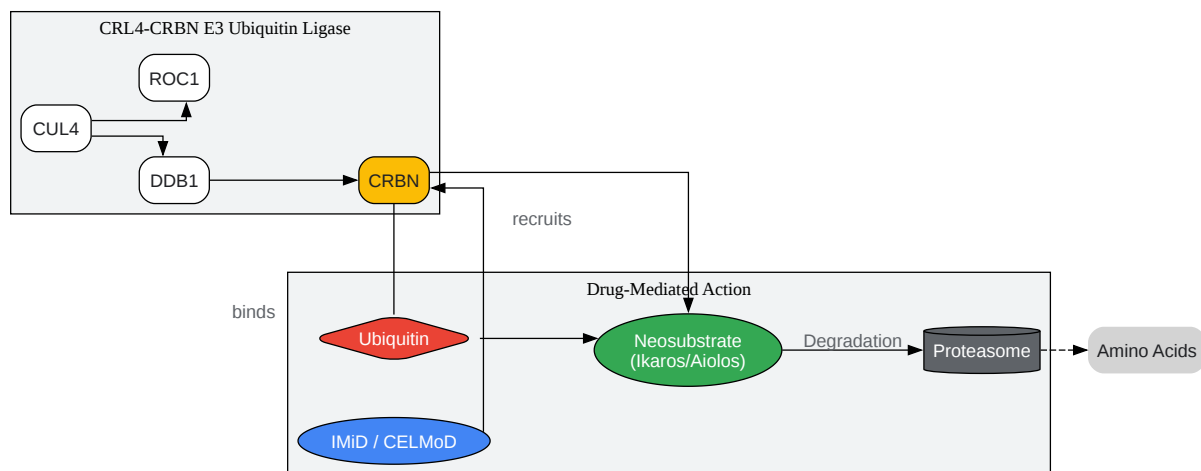 CRL4-CRBN E3 Ubiquitin Ligase
ROC1
CUL4
DDB1
CRBN
recruits
binds
Drug-Mediated Action
Ubiquitin
Neosubstrate
(Ikaros/Aiolos)
Degradation
Proteasome
Amino Acids
IMiD / CELMoD